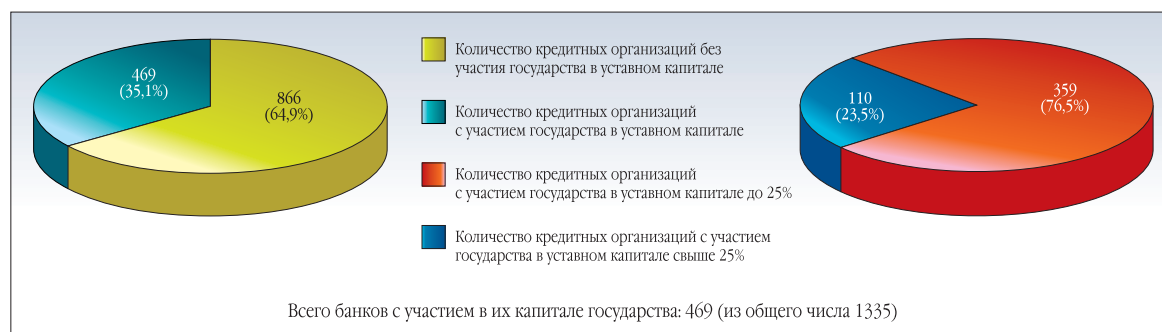 469
(35,1%)
866
(64,9%)
Количество кредитных организаций без
участия государства в уставном капитале
Количество кредитных организаций
с участием государства в уставном капитале
Количество кредитных организаций
с участием государства в уставном капитале до 25%
Количество кредитных организаций с участием
государства в уставном капитале свыше 25%
110
(23,5%)
359
(76,5%)
Всего банков с участием в их капитале государства: 469 (из общего числа 1335)